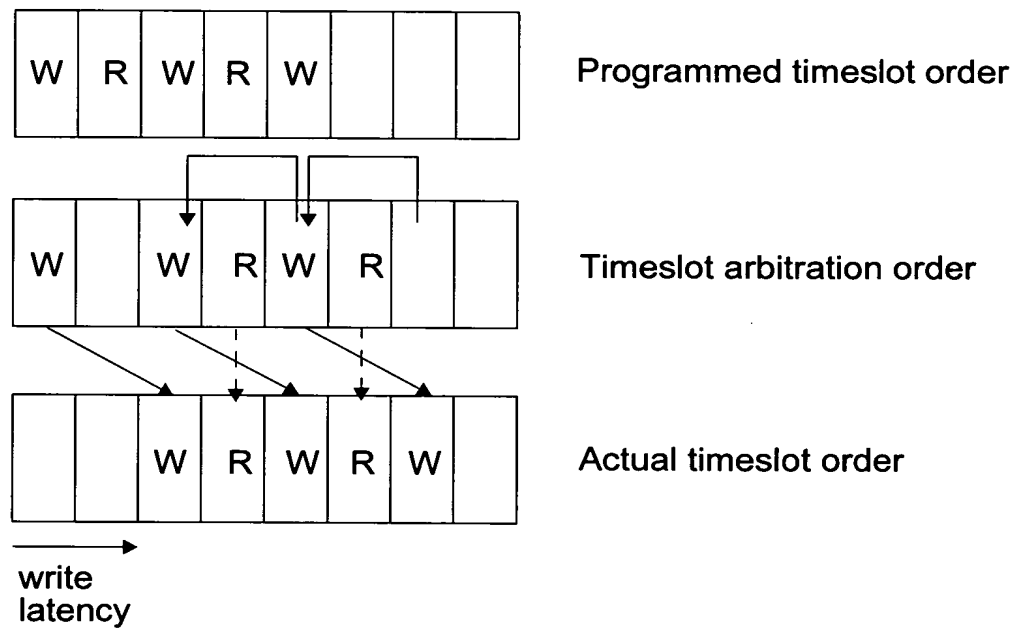 W R W R W Programmed timeslot order
W W R W R Timeslot arbitration order
W R W R W Actual timeslot order
write
latency